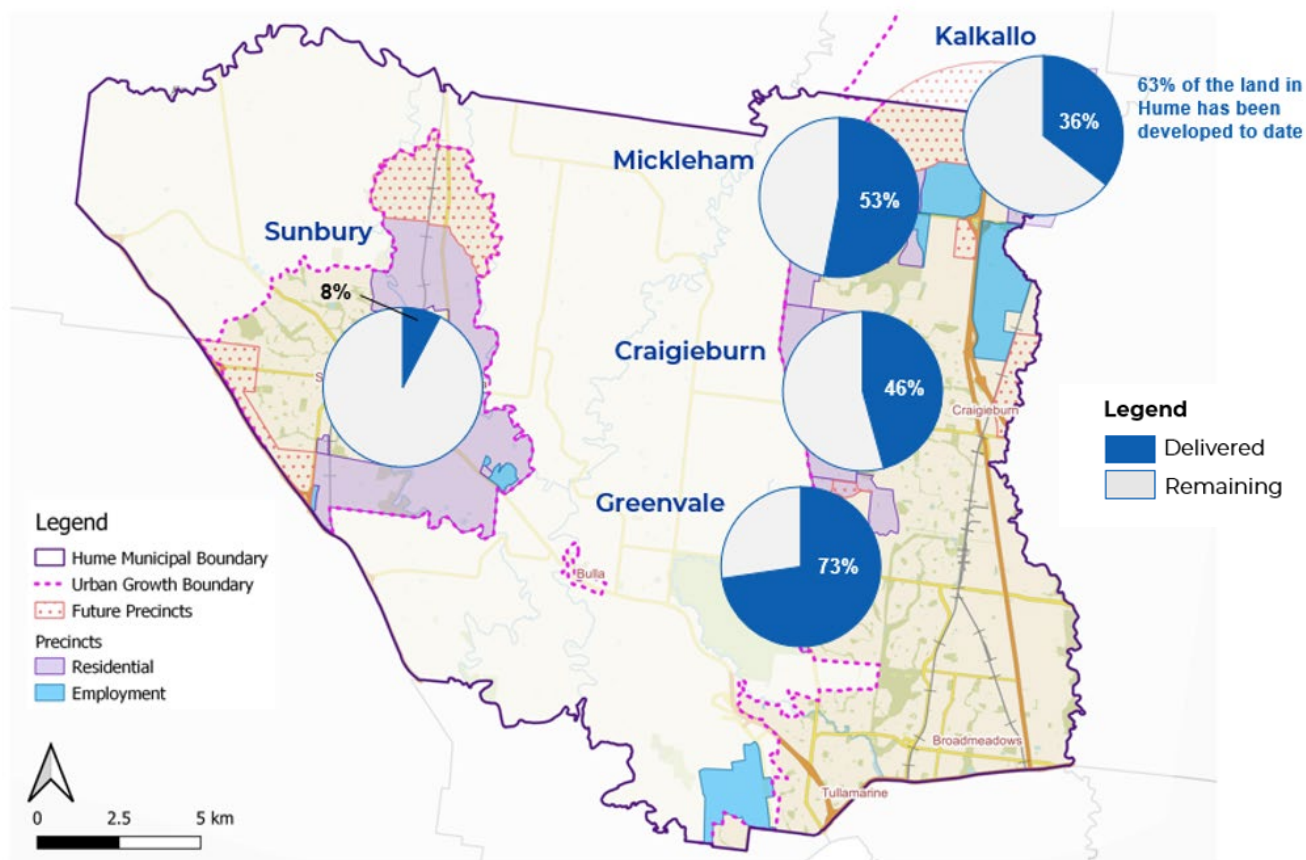 Kalkallo
63% of the land in
Hume has been
developed to date
36%
Mickleham
53%
Sunbury
8%
Craigieburn
46%
Craigieburn
Legend
Delivered
Remaining
Greenvale
73%
Legend
Hume Municipal Boundary
Urban Growth Boundary
Future Precincts
Precincts
Residential
Employment
Bulla
Broadmeadows
Tullamarine
0 2.5 5 km